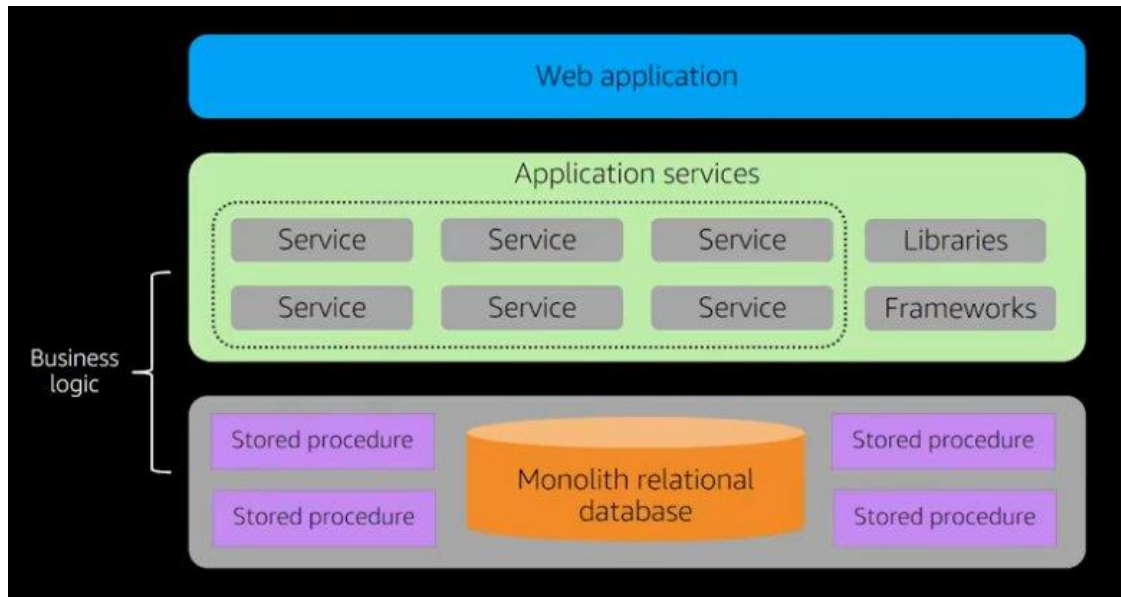 Web application
Application services
Service
Service
Service
Libraries
Service
Service
Service
Frameworks
Business
logic
Stored procedure
Stored procedure
Monolith relational
database
Stored procedure
Stored procedure